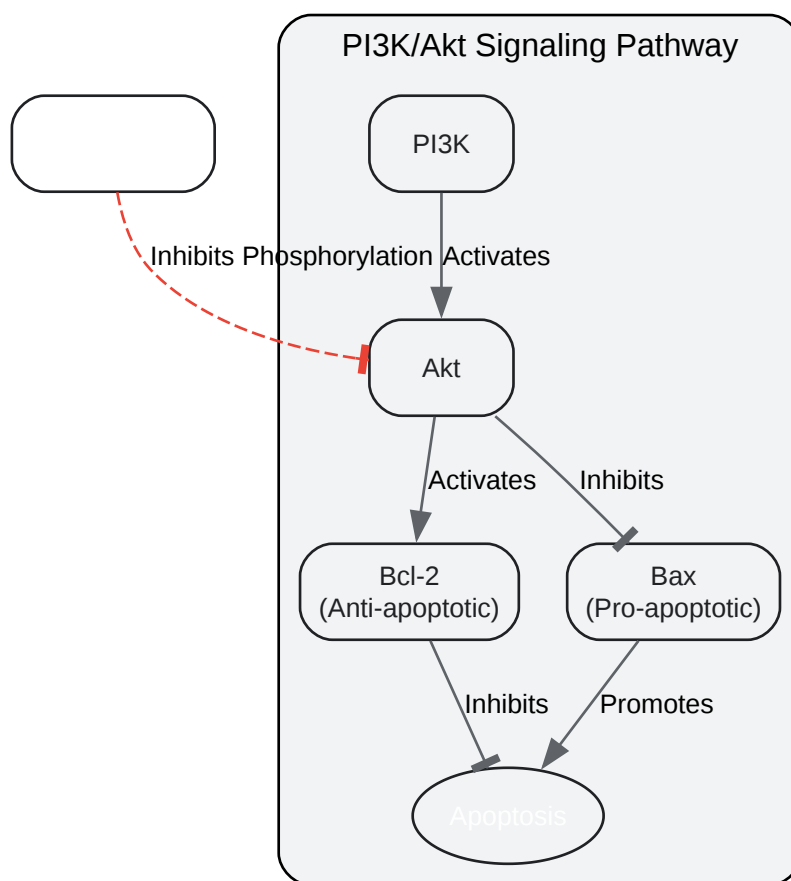 PI3K/Akt Signaling Pathway
PI3K
Inhibits Phosphorylation
Activates
Akt
Activates
Inhibits
Bcl-2
(Anti-apoptotic)
Bax
(Pro-apoptotic)
Inhibits
Promotes
Apoptosis